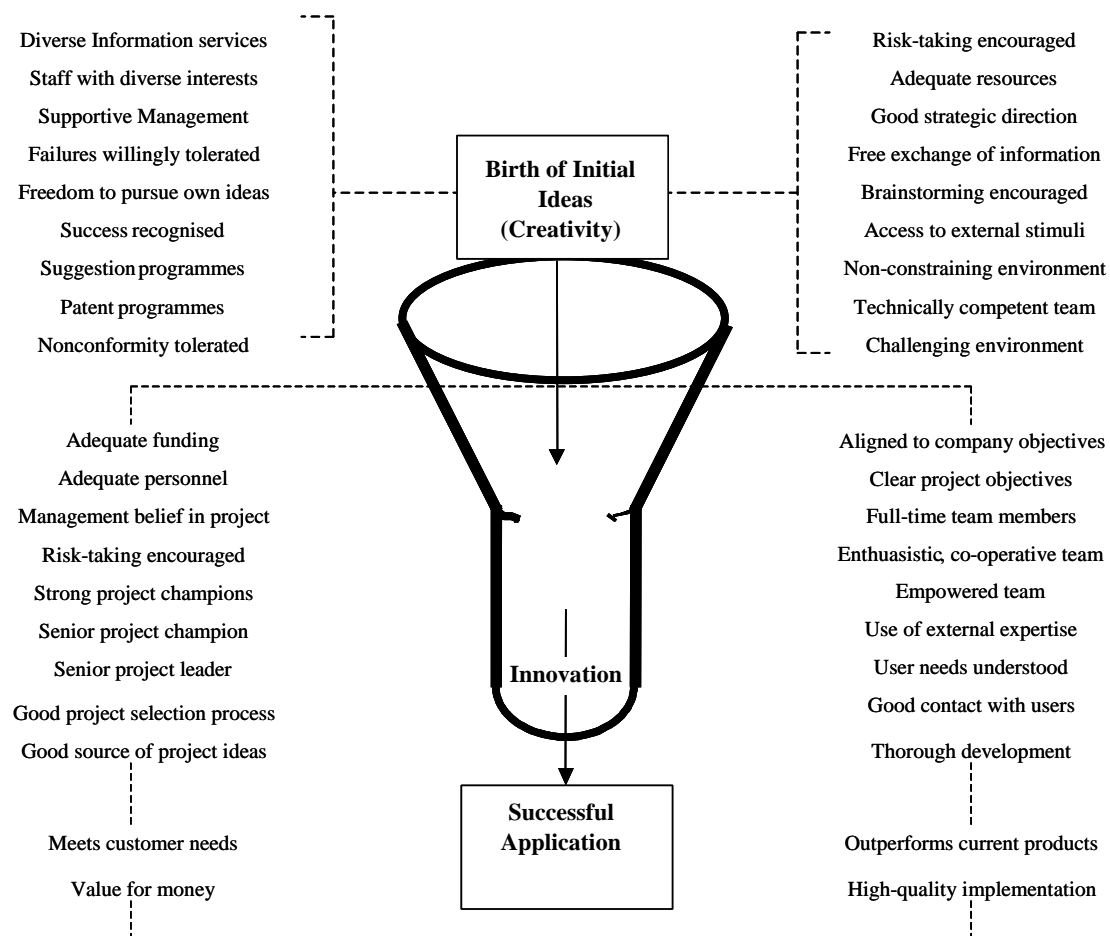 Diverse Information services
Staff with diverse interests
Supportive Management
Failures willingly tolerated
Freedom to pursue own ideas
Success recognised
Suggestion programmes
Patent programmes
Nonconformity tolerated
Birth of Initial
Ideas
(Creativity)
Risk-taking encouraged
Adequate resources
Good strategic direction
Free exchange of information
Brainstorming encouraged
Access to external stimuli
Non-constraining environment
Technically competent team
Challenging environment
Adequate funding
Adequate personnel
Management belief in project
Risk-taking encouraged
Strong project champions
Senior project champion
Senior project leader
Good project selection process
Good source of project ideas
Innovation
Aligned to company objectives
Clear project objectives
Full-time team members
Enthuasistic, co-operative team
Empowered team
Use of external expertise
User needs understood
Good contact with users
Thorough development
Meets customer needs
Value for money
Successful
Application
Outperforms current products
High-quality implementation